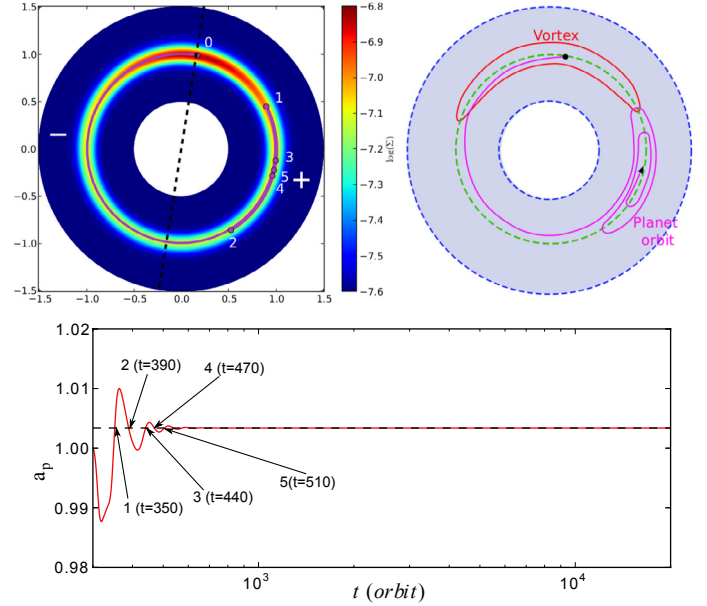 1.5
1.0
0.5
0.0
−0.5
−1.0
−1.5
−1.5 −1.0 −0.5 0.0 0.5 1.0 1.5
0
1
3
5
4
2
−
+
−6.8
−6.9
−7.0
−7.1
−7.2
−7.3
−7.4
−7.5
−7.6
log(Σ)
Vortex
Planet
orbit
1.02
1.01
1.00
0.99
0.98
a_p
2 (t=390)
4 (t=470)
1 (t=350)
3 (t=440)
5(t=510)
10³ 10⁴
t (orbit)